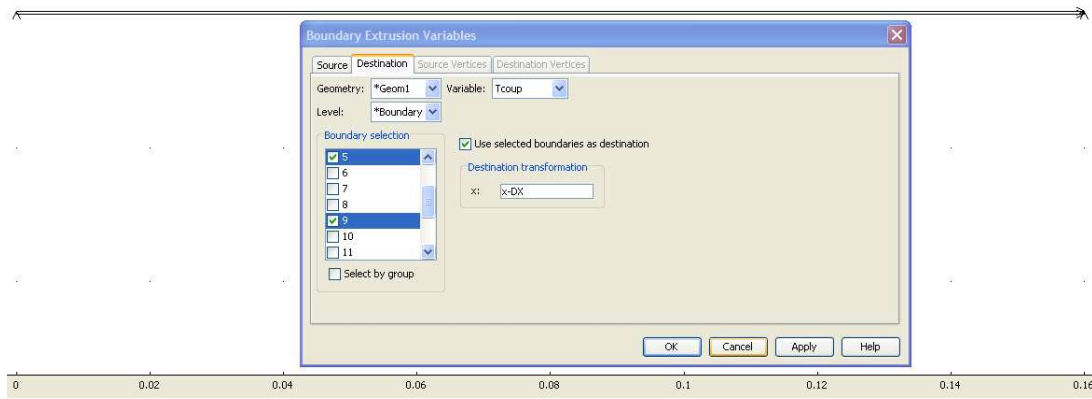 Boundary Extrusion Variables
Source Destination Source Vertices Destination Vertices
Geometry: *Geom1 Variable: Tcoup
Level: *Boundary
Boundary selection
5
6
7
8
9
10
11
Select by group
Use selected boundaries as destination
Destination transformation
x: x-DX
OK Cancel Apply Help
0 0.02 0.04 0.06 0.08 0.1 0.12 0.14 0.16